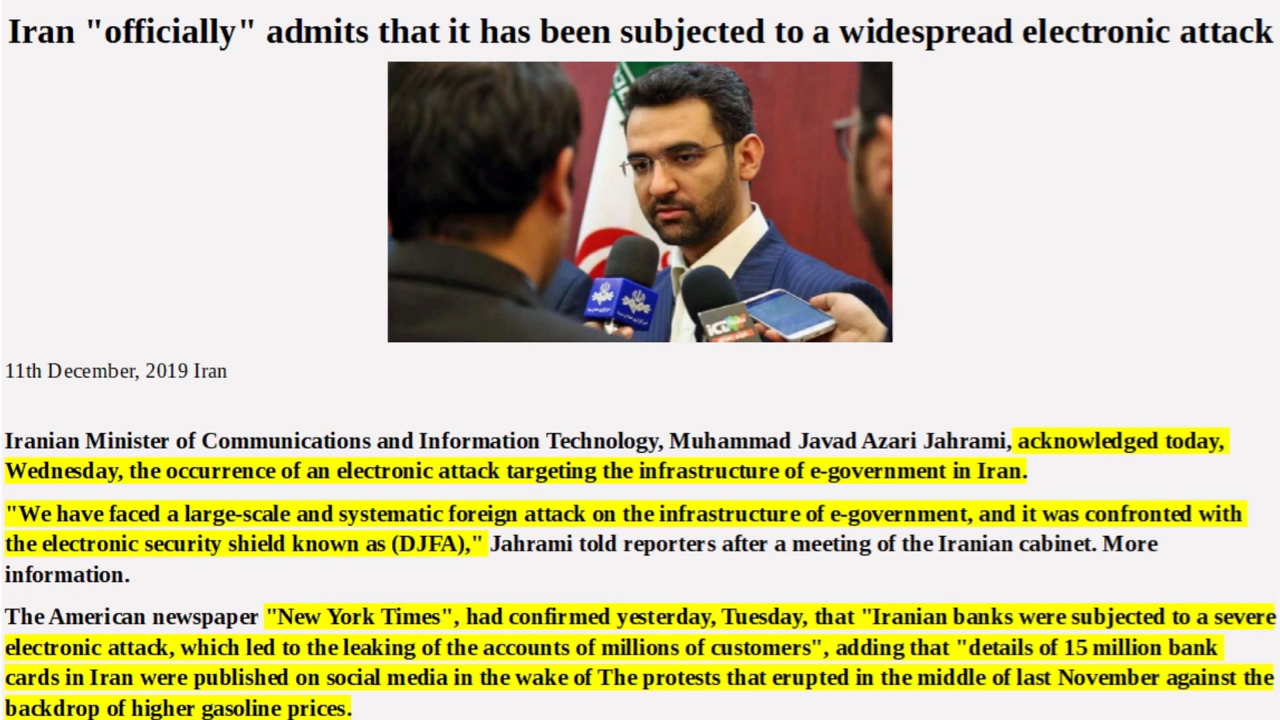 Iran "officially" admits that it has been subjected to a widespread electronic attack
11th December, 2019 Iran
Iranian Minister of Communications and Information Technology, Muhammad Javad Azari Jahrami, acknowledged today,
Wednesday, the occurrence of an electronic attack targeting the infrastructure of e-government in Iran.
"We have faced a large-scale and systematic foreign attack on the infrastructure of e-government, and it was confronted with
the electronic security shield known as (DJFA)," Jahrami told reporters after a meeting of the Iranian cabinet. More
information.
The American newspaper "New York Times", had confirmed yesterday, Tuesday, that "Iranian banks were subjected to a severe
electronic attack, which led to the leaking of the accounts of millions of customers", adding that "details of 15 million bank
cards in Iran were published on social media in the wake of The protests that erupted in the middle of last November against the
backdrop of higher gasoline prices.